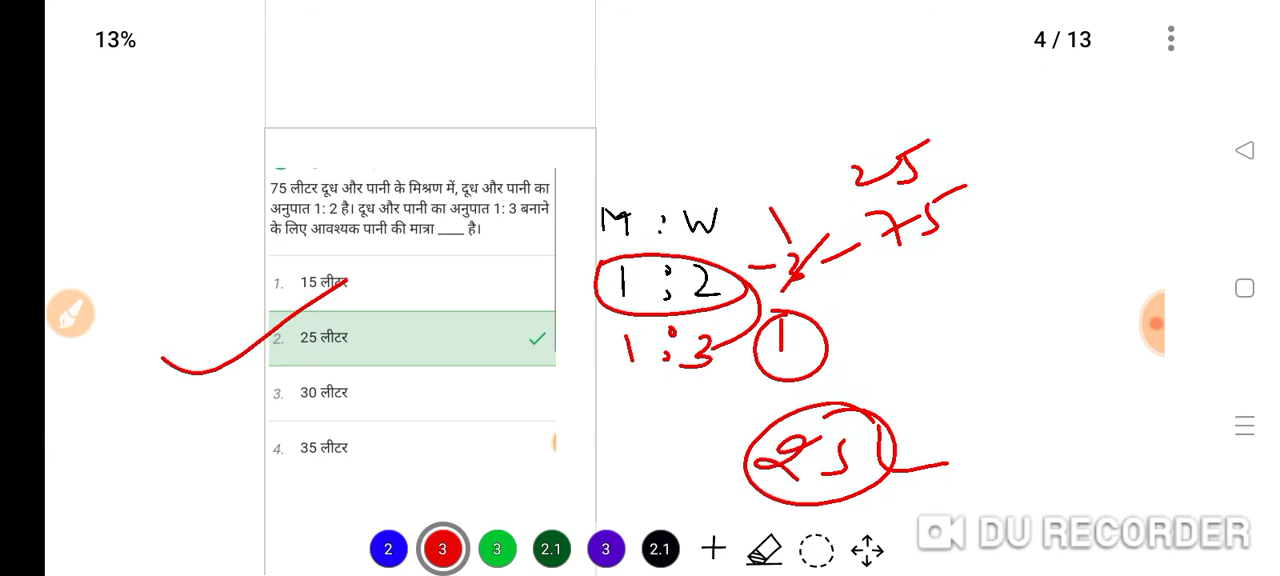 13%
4 / 13
75 लीटर दूध और पानी के मिश्रण में, दूध और पानी का
अनुपात 1: 2 है। दूध और पानी का अनुपात 1: 3 बनाने
के लिए आवश्यक पानी की मात्रा ____ है।
1. 15 लीटर
2. 25 लीटर
3. 30 लीटर
4. 35 लीटर
25
M : W
75
1 : 2
1 : 3
1
25 l
2 3 3 2.1 3 2.1
DU RECORDER